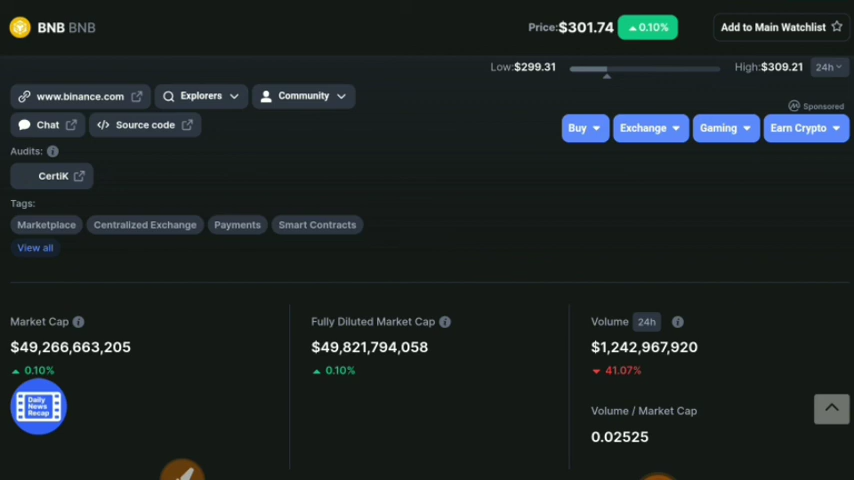 BNB BNB
Price:$301.74 0.10%
Add to Main Watchlist
Low:$299.31 High:$309.21 24h
www.binance.com Explorers Community
Sponsored
Chat Source code
Buy Exchange Gaming Earn Crypto
Audits:
CertiK
Tags:
Marketplace Centralized Exchange Payments Smart Contracts
View all
Market Cap
$49,266,663,205
0.10%
Fully Diluted Market Cap
$49,821,794,058
0.10%
Volume 24h
$1,242,967,920
41.07%
Volume / Market Cap
0.02525
Daily
News
Recap